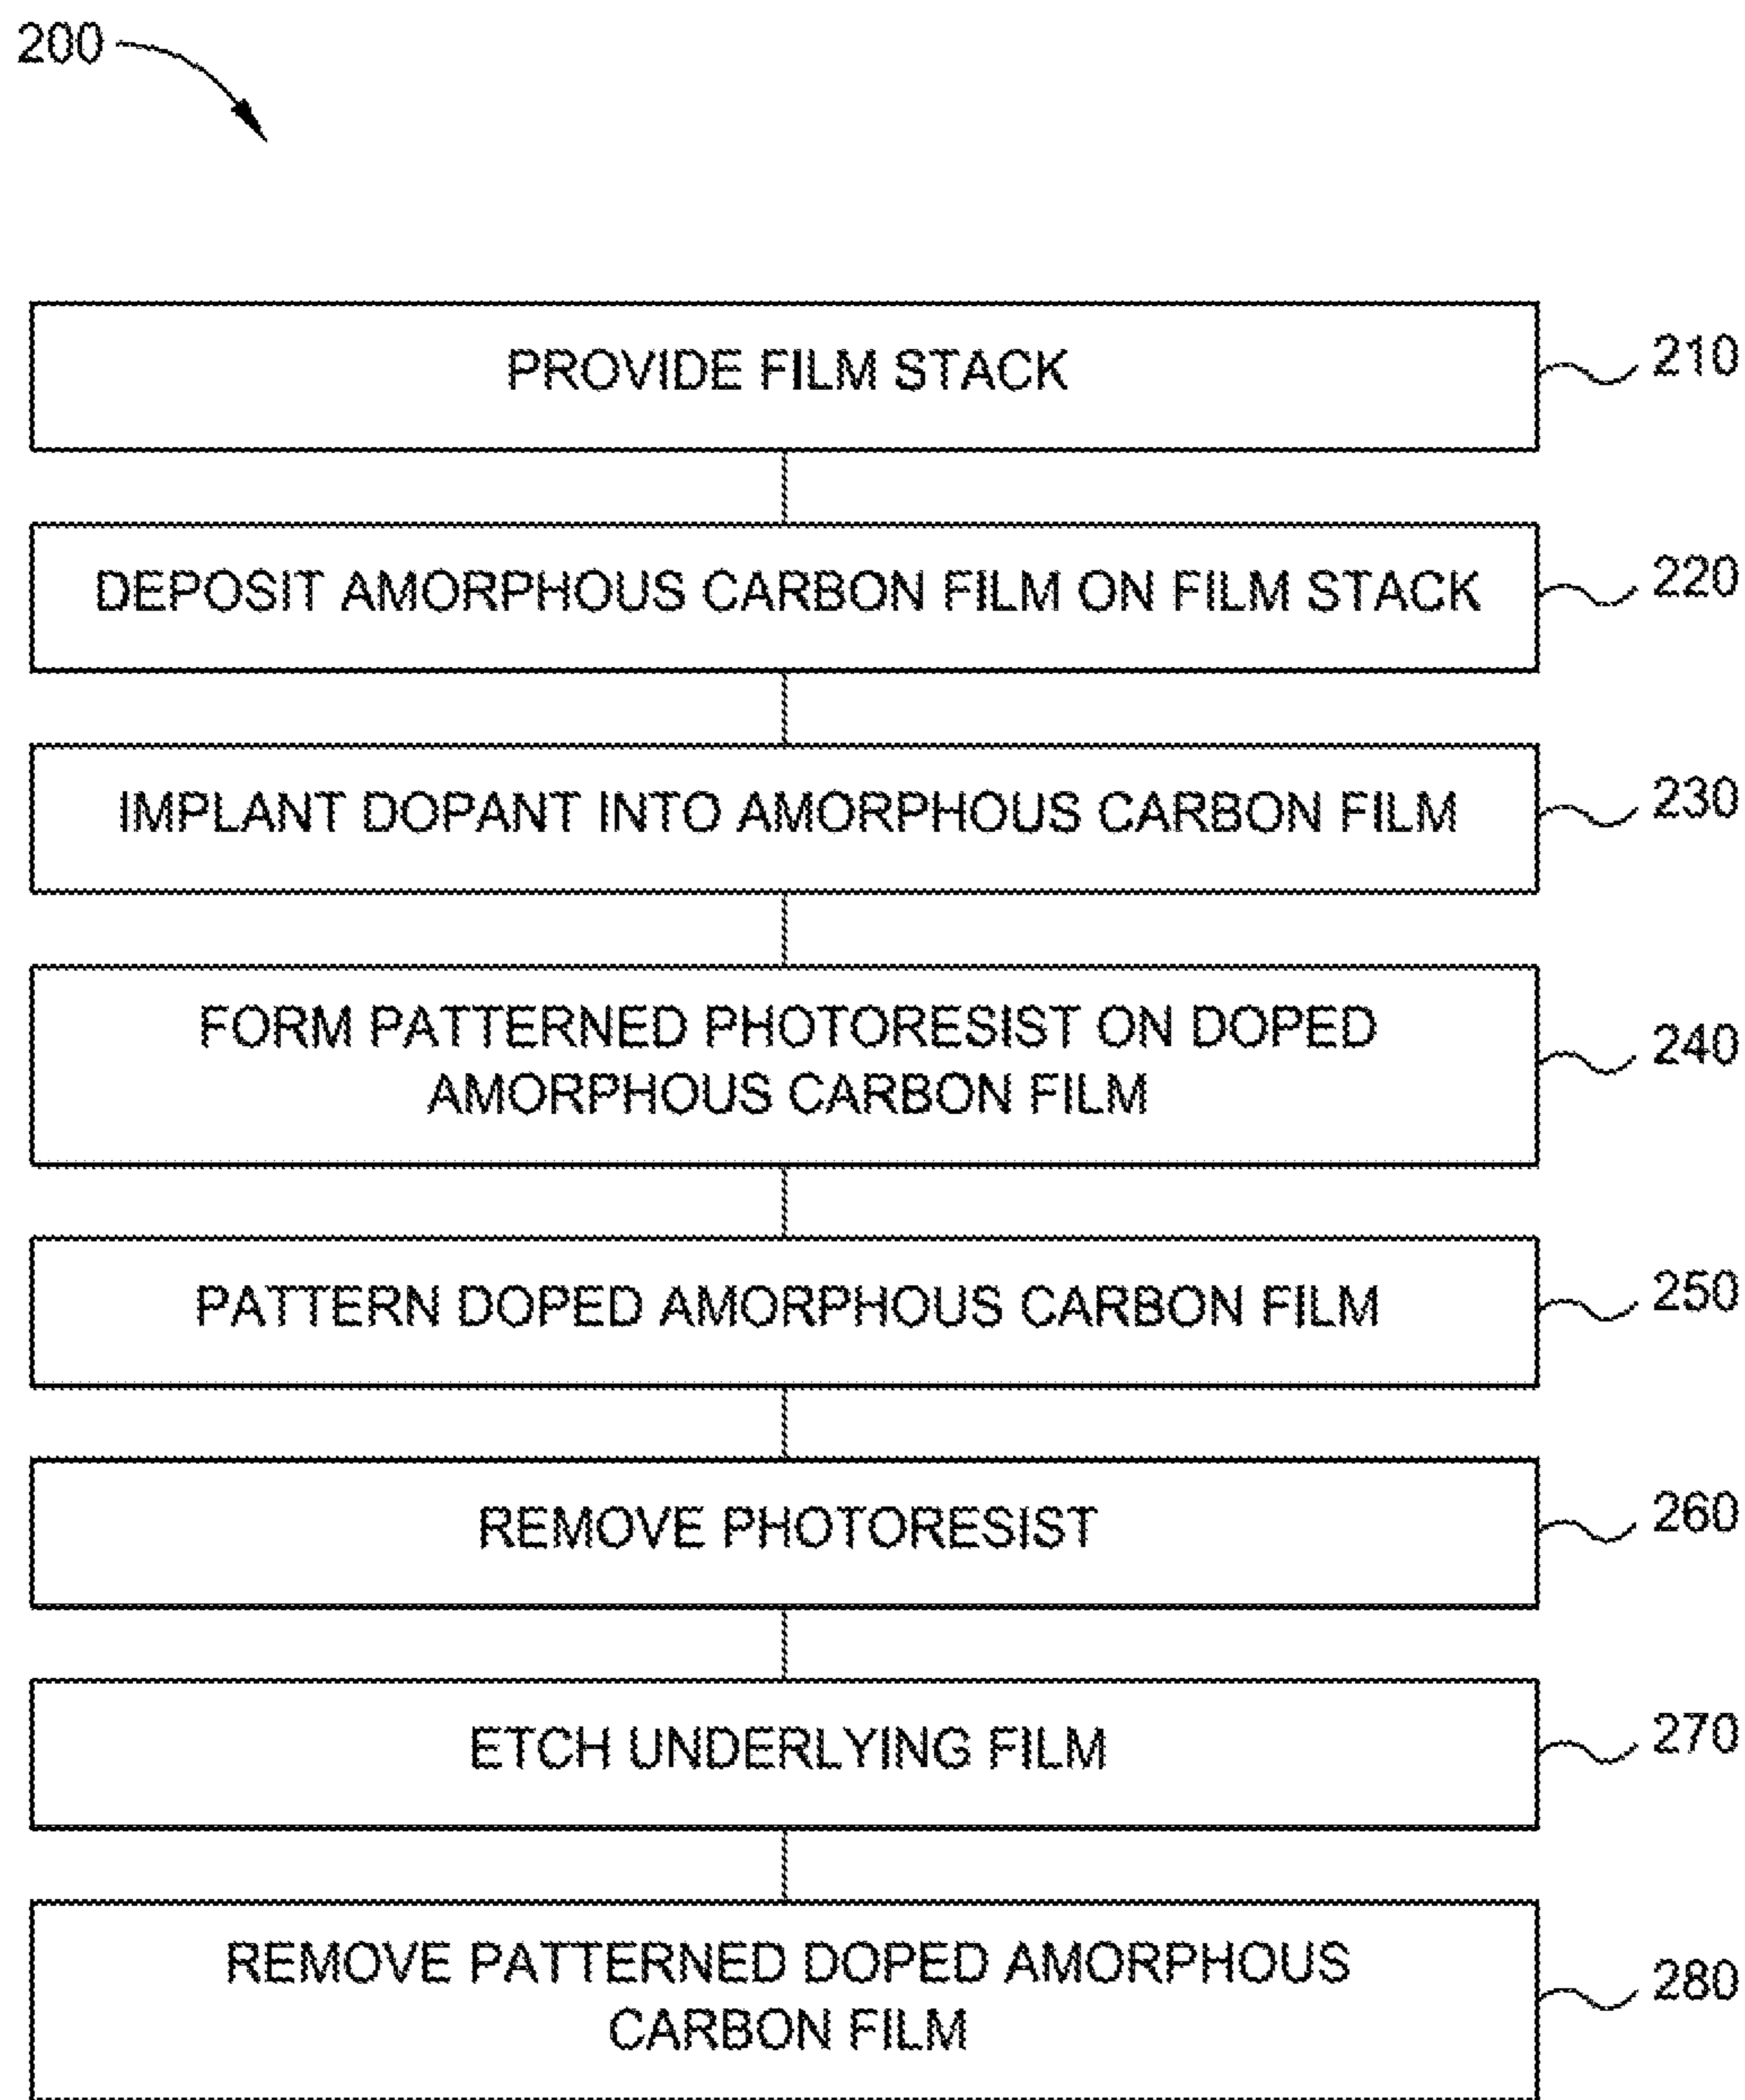 200
PROVIDE FILM STACK
210
DEPOSIT AMORPHOUS CARBON FILM ON FILM STACK
220
IMPLANT DOPANT INTO AMORPHOUS CARBON FILM
230
FORM PATTERNED PHOTORESIST ON DOPED
AMORPHOUS CARBON FILM
240
PATTERN DOPED AMORPHOUS CARBON FILM
250
REMOVE PHOTORESIST
260
ETCH UNDERLYING FILM
270
REMOVE PATTERNED DOPED AMORPHOUS
CARBON FILM
280